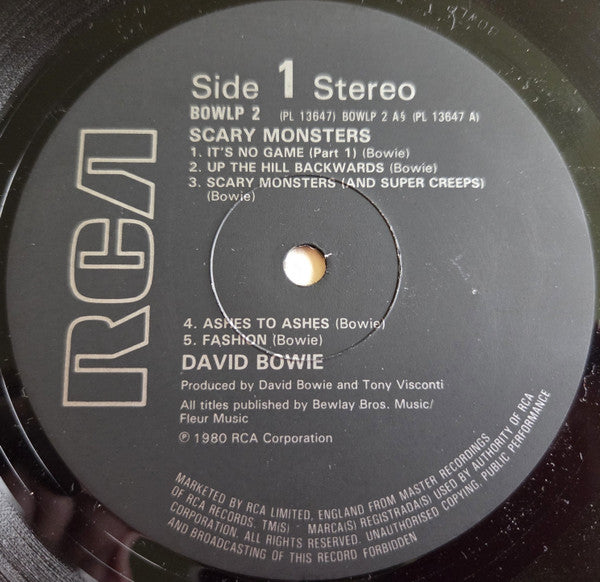 Side 1 Stereo
BOWLP 2 (PL 13647) BOWLP 2 A§ (PL 13647 A)
SCARY MONSTERS
1. IT'S NO GAME (Part 1) (Bowie)
2. UP THE HILL BACKWARDS (Bowie)
3. SCARY MONSTERS (AND SUPER CREEPS)
(Bowie)
RCA
4. ASHES TO ASHES (Bowie)
5. FASHION (Bowie)
DAVID BOWIE
Produced by David Bowie and Tony Visconti
All titles published by Bewlay Bros. Music/
Fleur Music
℗ 1980 RCA Corporation
MARKETED BY RCA LIMITED, ENGLAND FROM MASTER RECORDINGS
OF RCA RECORDS. TM(S) ® MARCA(S) REGISTRADA(S) USED BY AUTHORITY OF RCA
CORPORATION. ALL RIGHTS RESERVED. UNAUTHORISED COPYING, PUBLIC PERFORMANCE
AND BROADCASTING OF THIS RECORD FORBIDDEN